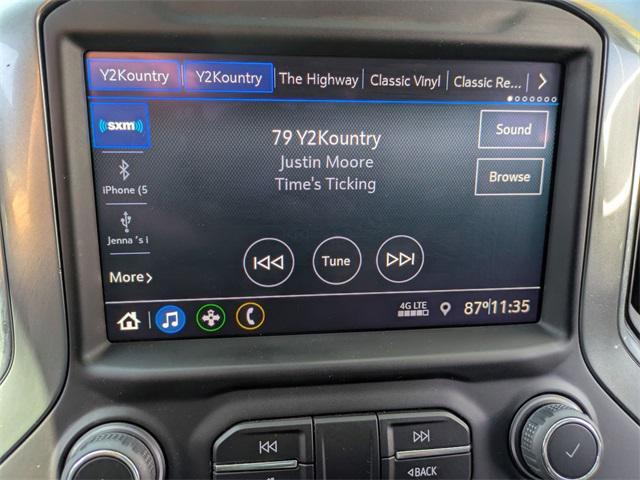 Y2Kountry Y2Kountry The Highway Classic Vinyl Classic Re...
sxm
79 Y2Kountry
Justin Moore
Time's Ticking
Sound
Browse
iPhone (5
Jenna's i
More
Tune
4G LTE
87° 11:35
BACK